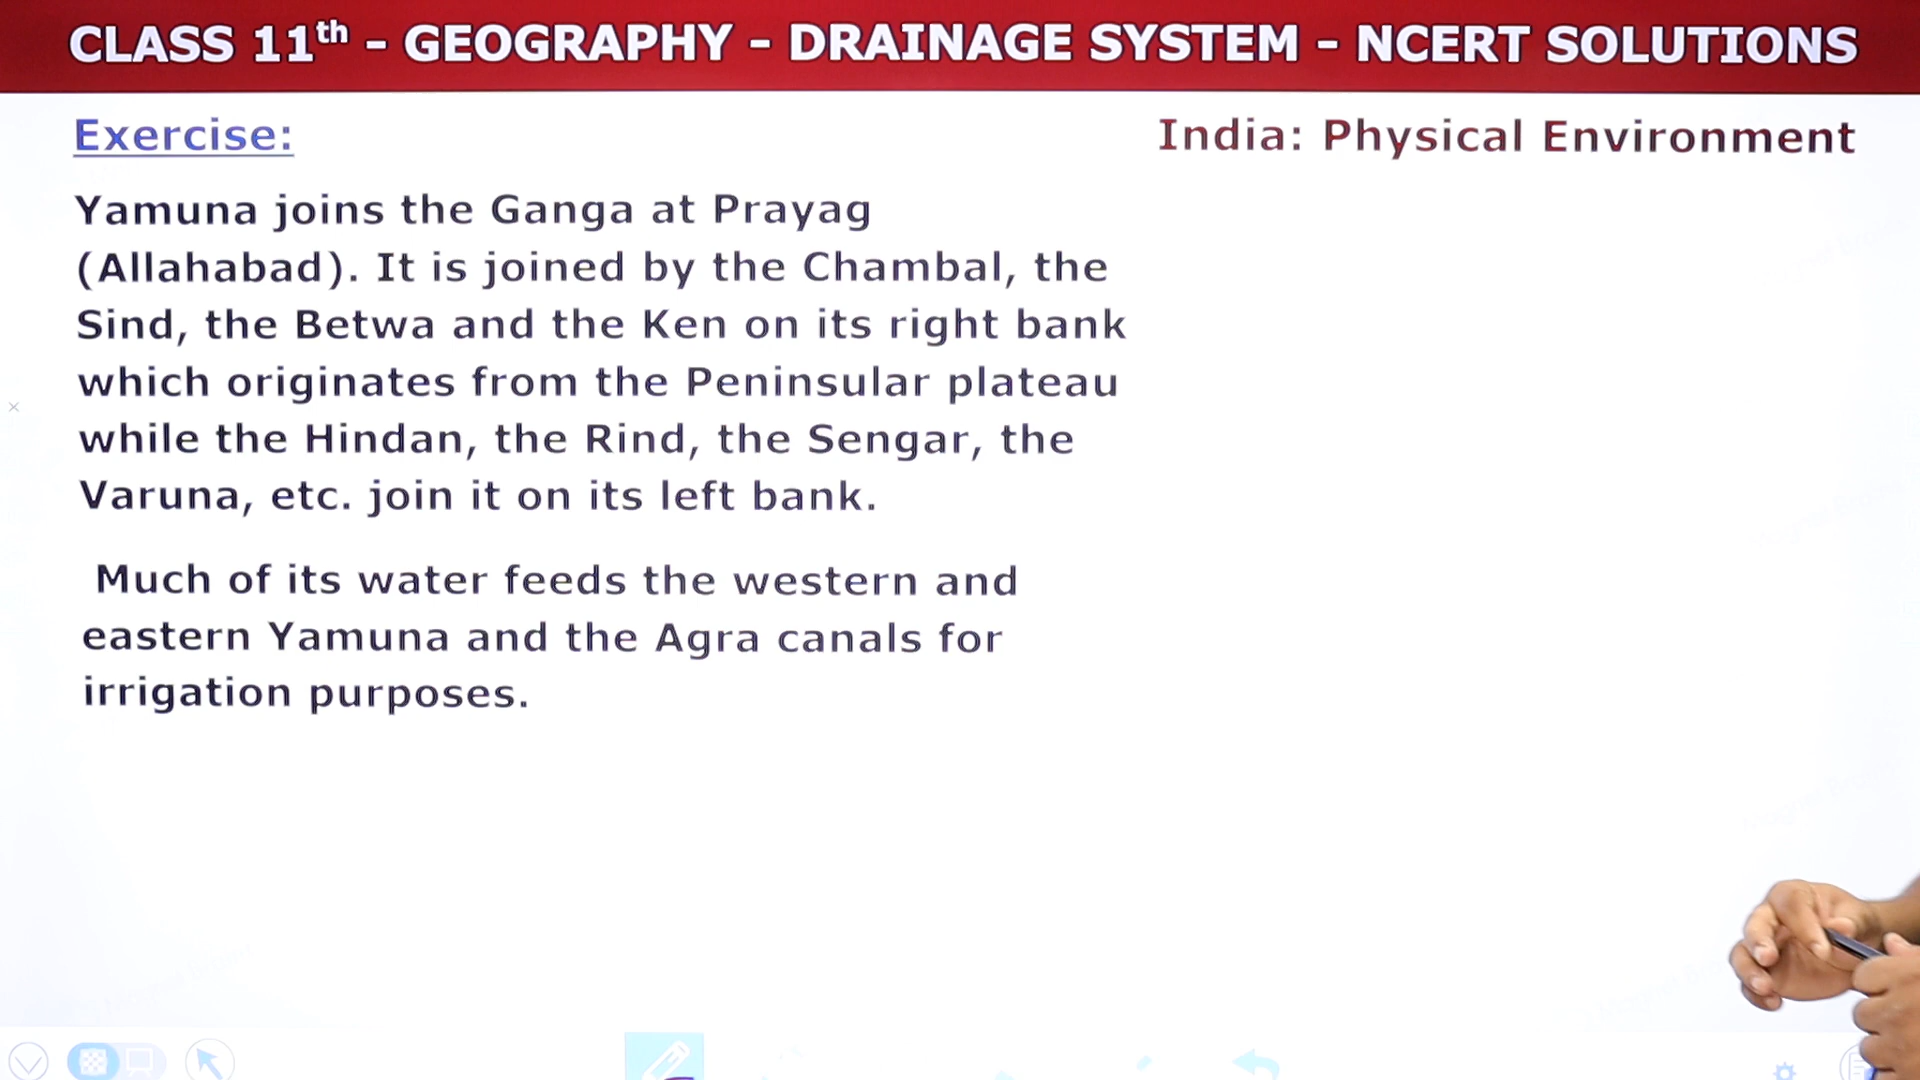 CLASS 11th - GEOGRAPHY - DRAINAGE SYSTEM - NCERT SOLUTIONS
Exercise:
India: Physical Environment
Yamuna joins the Ganga at Prayag
(Allahabad). It is joined by the Chambal, the
Sind, the Betwa and the Ken on its right bank
which originates from the Peninsular plateau
while the Hindan, the Rind, the Sengar, the
Varuna, etc. join it on its left bank.
Much of its water feeds the western and
eastern Yamuna and the Agra canals for
irrigation purposes.